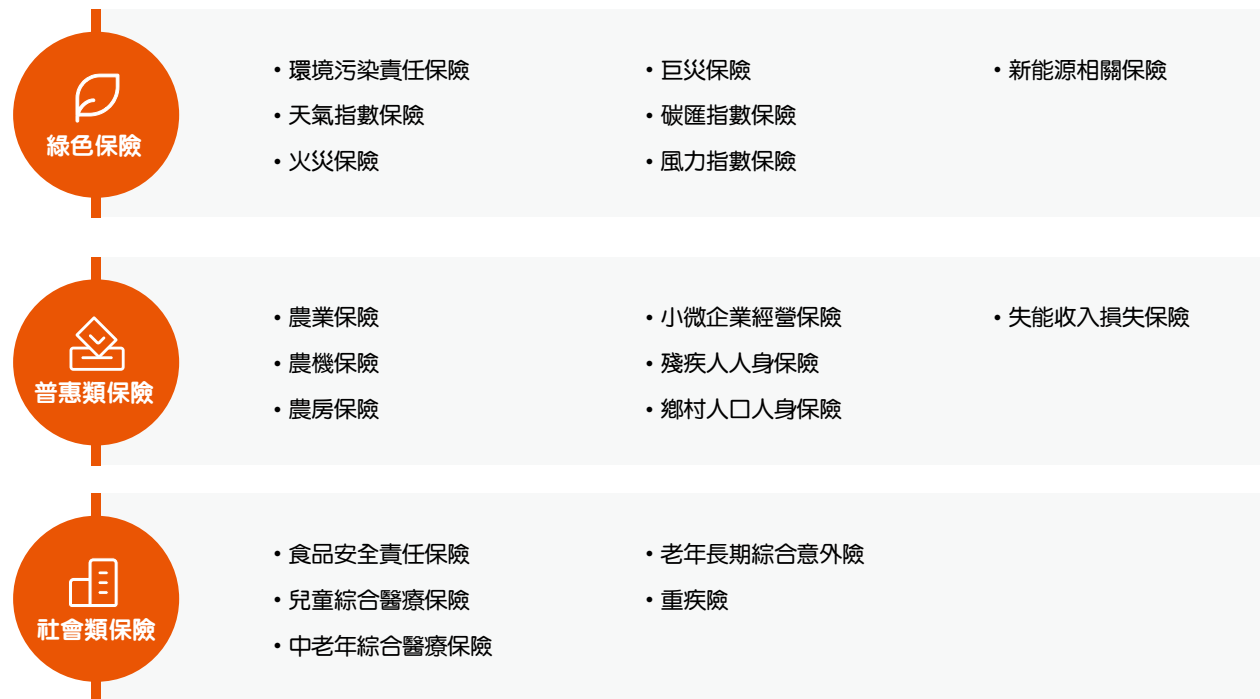 綠色保險
•環境污染責任保險
•天氣指數保險
•火災保險
•巨災保險
•碳匯指數保險
•風力指數保險
•新能源相關保險
普惠類保險
•農業保險
•農機保險
•農房保險
•小微企業經營保險
•殘疾人人身保險
•鄉村人口人身保險
•失能收入損失保險
社會類保險
•食品安全責任保險
•兒童綜合醫療保險
•中老年綜合醫療保險
•老年長期綜合意外險
•重疾險